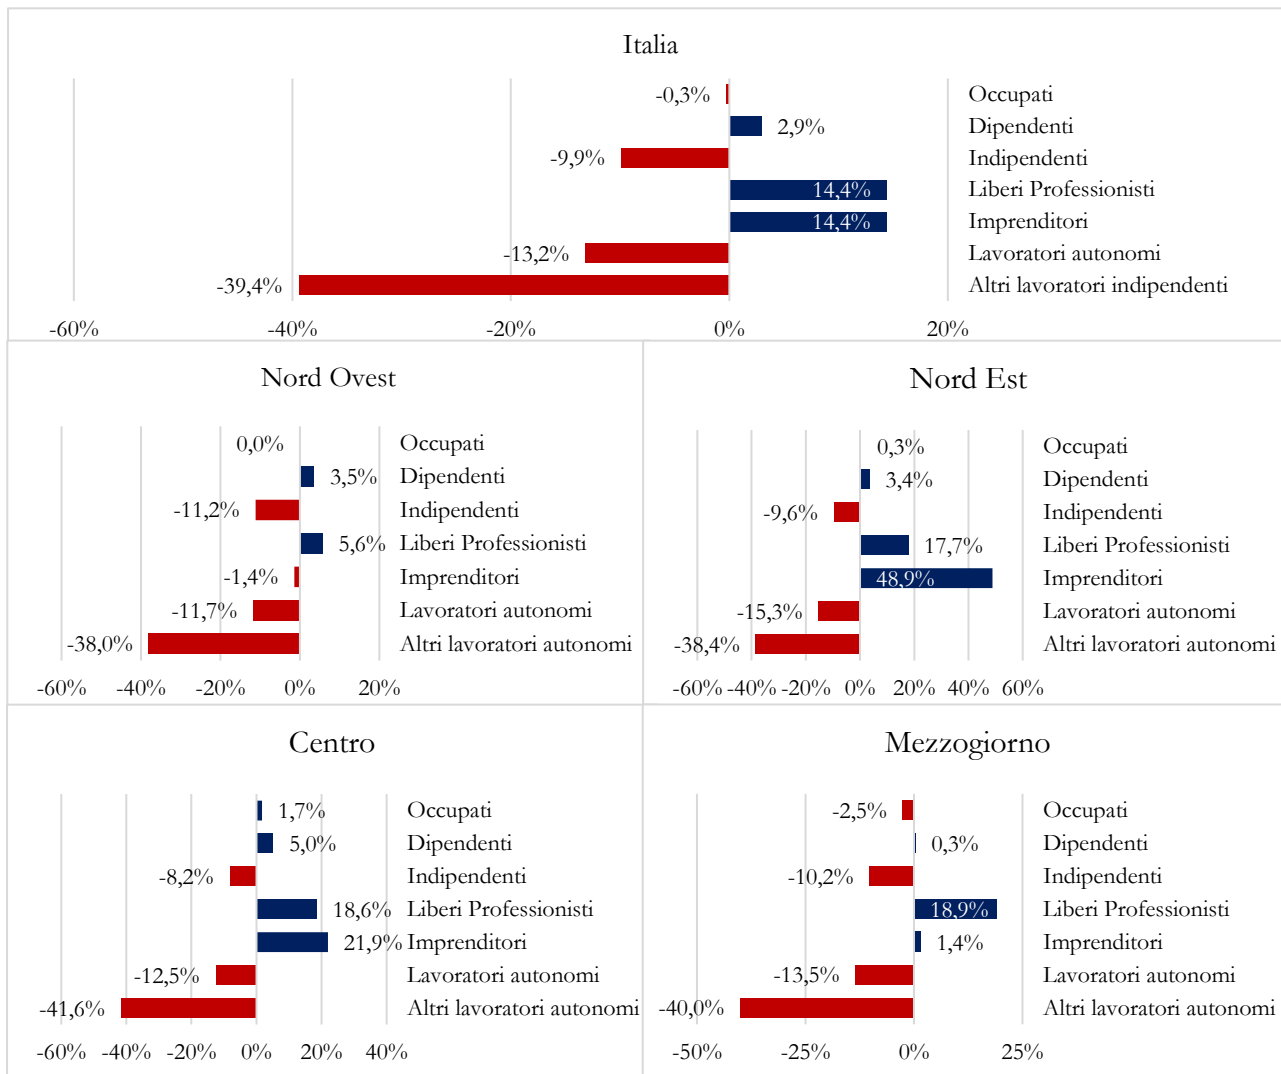 Italia
-0,3% Occupati
2,9% Dipendenti
-9,9% Indipendenti
14,4% Liberi Professionisti
14,4% Imprenditori
-13,2% Lavoratori autonomi
-39,4% Altri lavoratori indipendenti
-60% -40% -20% 0% 20%
Nord Ovest
0,0% Occupati
3,5% Dipendenti
-11,2% Indipendenti
5,6% Liberi Professionisti
-1,4% Imprenditori
-11,7% Lavoratori autonomi
-38,0% Altri lavoratori autonomi
-60% -40% -20% 0% 20%
Nord Est
0,3% Occupati
3,4% Dipendenti
-9,6% Indipendenti
17,7% Liberi Professionisti
48,9% Imprenditori
-15,3% Lavoratori autonomi
-38,4% Altri lavoratori autonomi
-60% -40% -20% 0% 20% 40% 60%
Centro
1,7% Occupati
5,0% Dipendenti
-8,2% Indipendenti
18,6% Liberi Professionisti
21,9% Imprenditori
-12,5% Lavoratori autonomi
-41,6% Altri lavoratori autonomi
-60% -40% -20% 0% 20% 40%
Mezzogiorno
-2,5% Occupati
0,3% Dipendenti
-10,2% Indipendenti
18,9% Liberi Professionisti
1,4% Imprenditori
-13,5% Lavoratori autonomi
-40,0% Altri lavoratori autonomi
-50% -25% 0% 25%